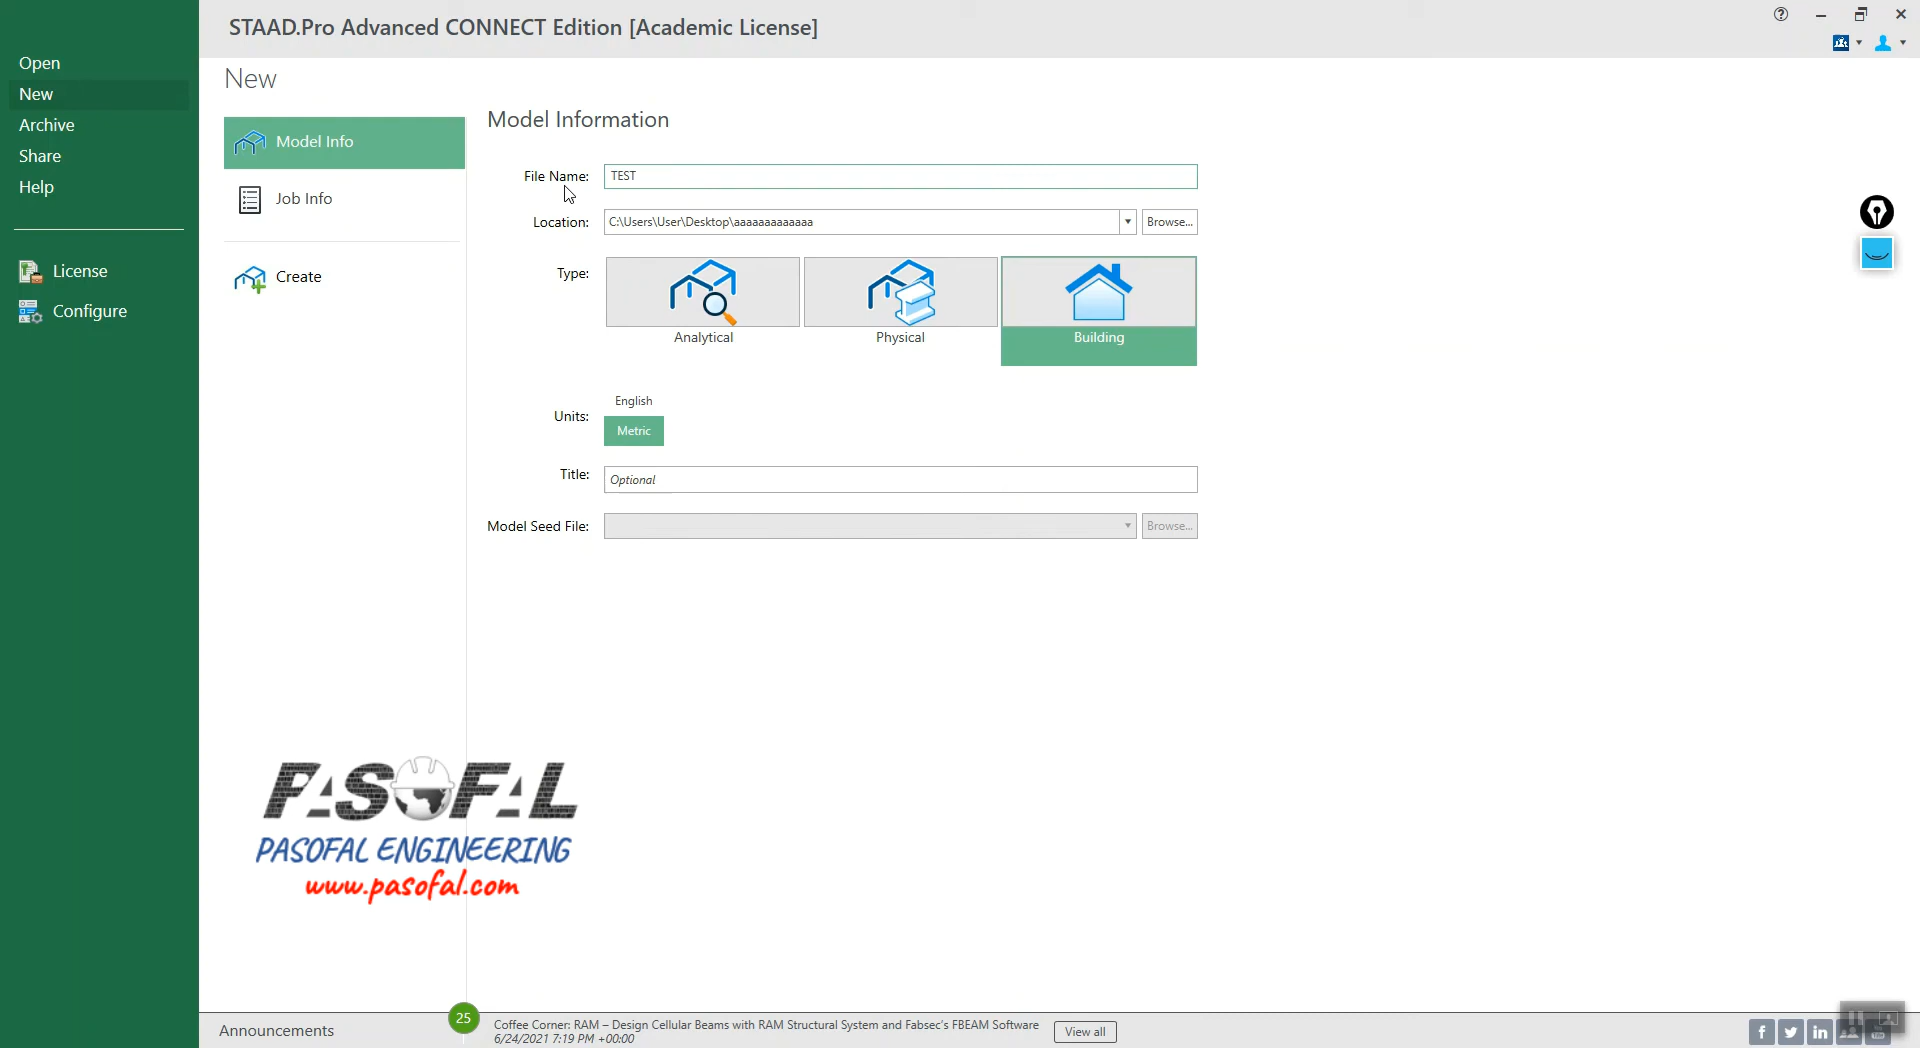 STAAD.Pro Advanced CONNECT Edition [Academic License]
Open
New
Archive
Share
Help
License
Configure
New
Model Info
Job Info
Create
Model Information
File Name:
TEST
Location:
C:\Users\User\Desktop\aaaaaaaaaaaaa
Browse...
Type:
Analytical
Physical
Building
Units:
English
Metric
Title:
Optional
Model Seed File:
Browse...
PASOFAL
PASOFAL ENGINEERING
www.pasofal.com
Announcements
25
Coffee Corner: RAM – Design Cellular Beams with RAM Structural System and Fabsec's FBEAM Software
6/24/2021 7:19 PM +00:00
View all